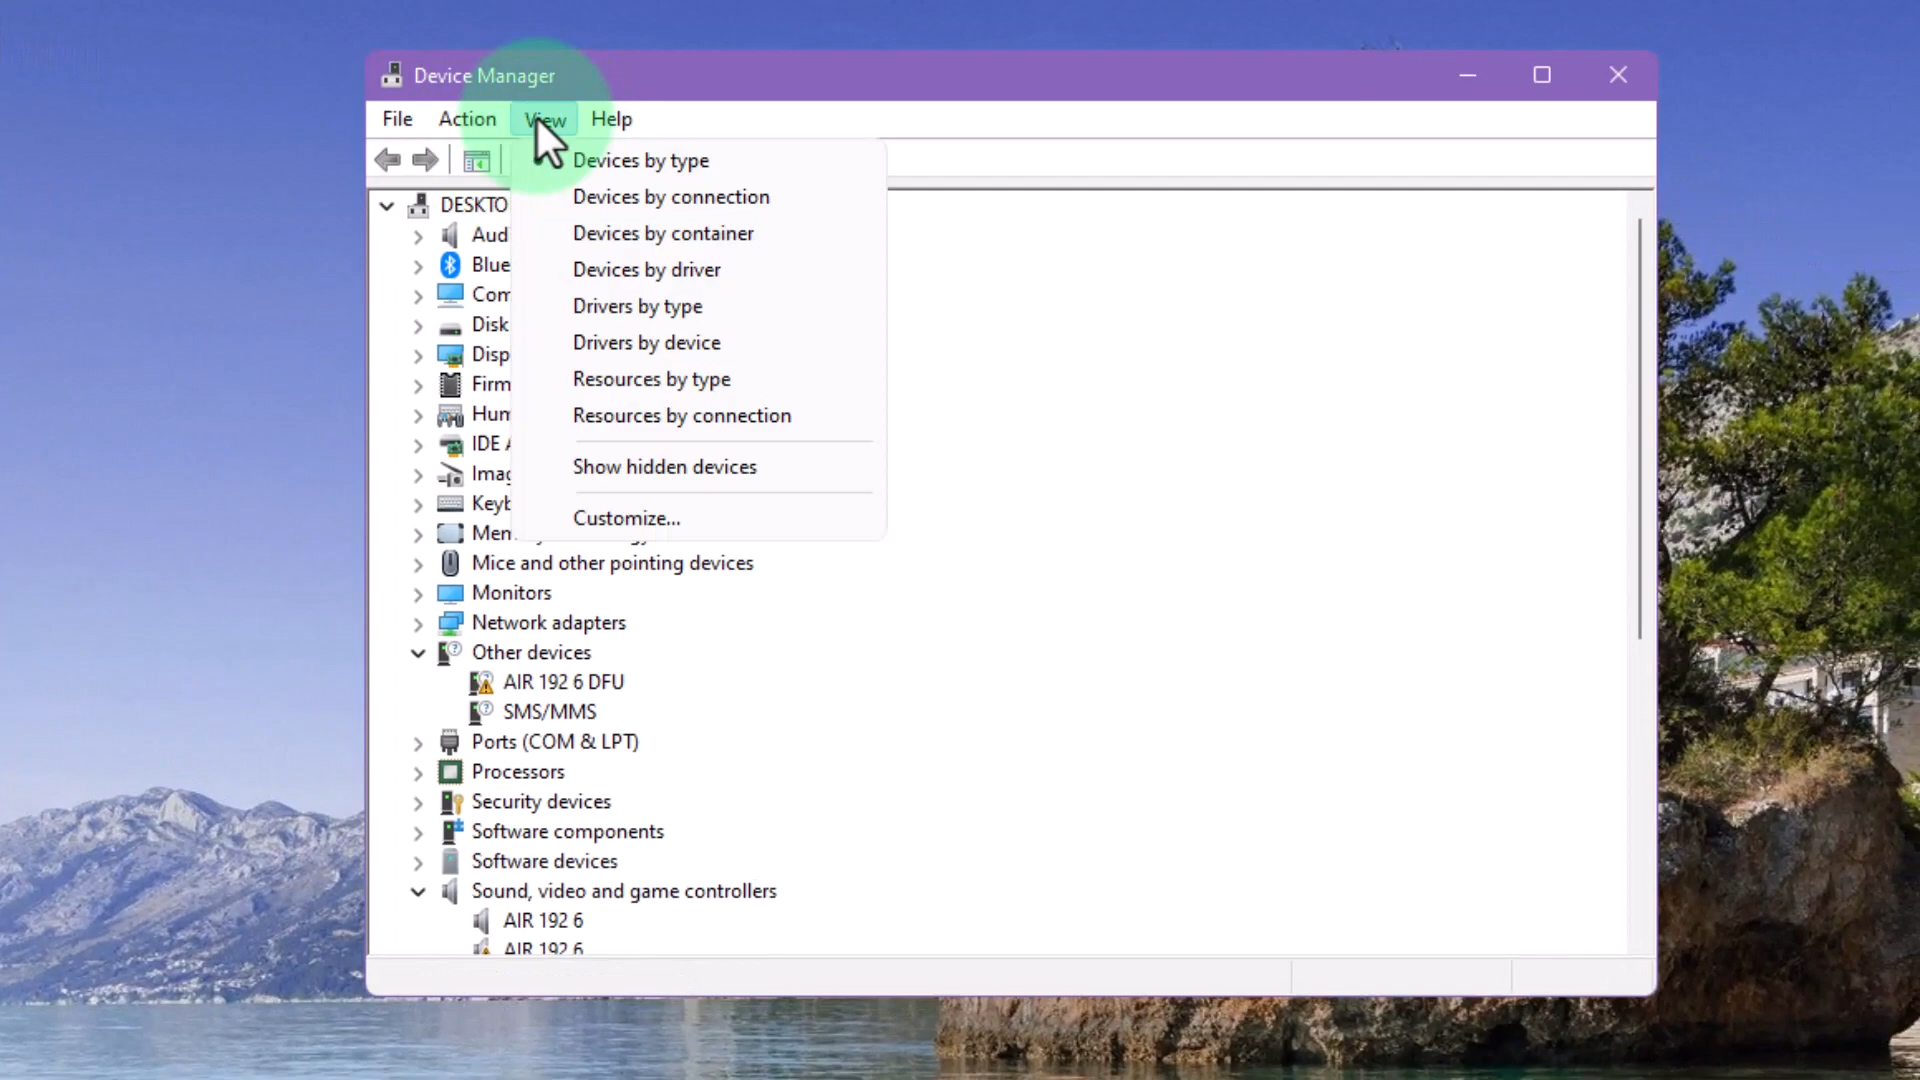 Device Manager
File Action View Help
Devices by type
Devices by connection
Devices by container
Devices by driver
Drivers by type
Drivers by device
Resources by type
Resources by connection
Show hidden devices
Customize...
DESKTO
Aud
Blue
Com
Disk
Disp
Firm
Hum
IDE A
Imag
Keyb
Mem
Mice and other pointing devices
Monitors
Network adapters
Other devices
AIR 192 6 DFU
SMS/MMS
Ports (COM & LPT)
Processors
Security devices
Software components
Software devices
Sound, video and game controllers
AIR 192 6
AIR 192 6